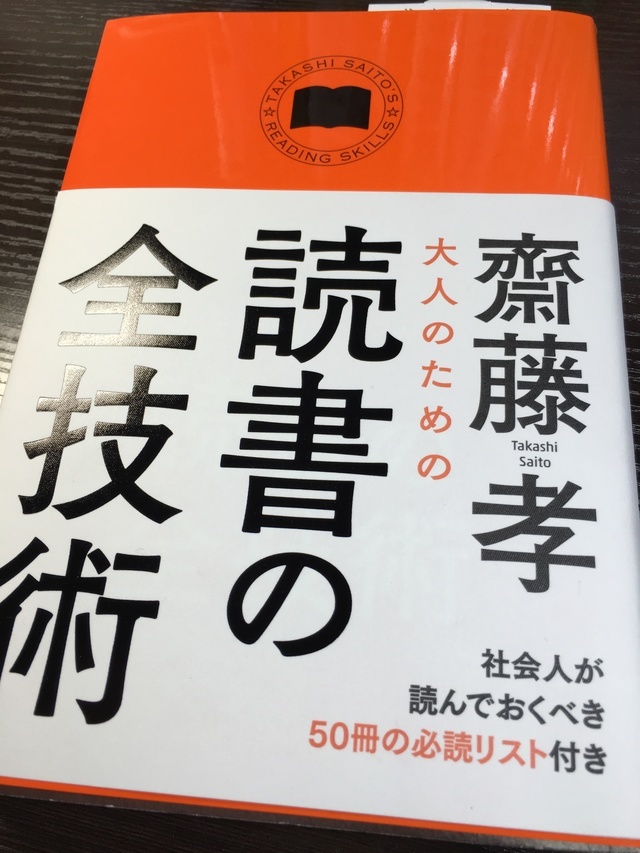 TAKASHI SAITO'S
READING SKILLS
齋藤孝
Takashi
Saito
大人のための
読書の
全技術
社会人が
読んでおくべき
50冊の必読リスト付き